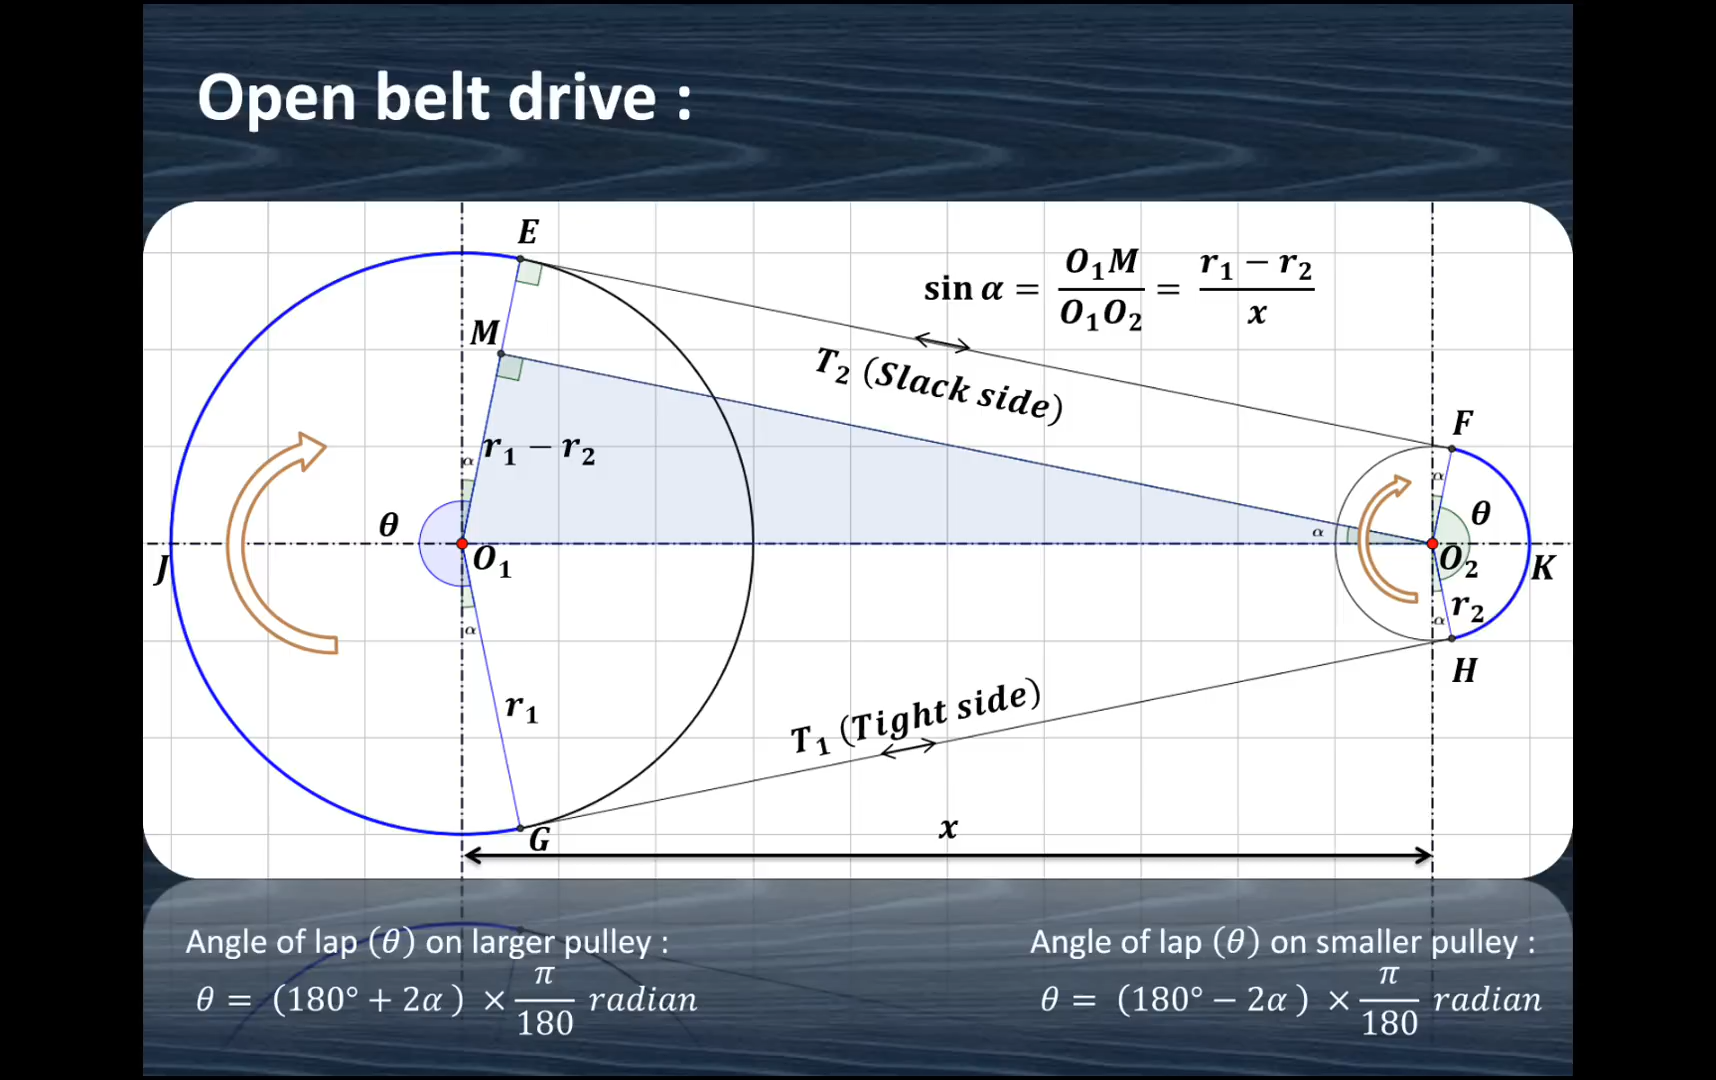 Open belt drive :
E
sin α = O₁M / O₁O₂ = r₁ − r₂ / x
M
T₂ (Slack side)
F
r₁ − r₂
α
α
θ
θ
α
J
O₁
O₂
K
r₂
α
α
H
r₁
T₁ (Tight side)
G
x
Angle of lap (θ) on larger pulley :
θ = (180° + 2α ) × π/180 radian
Angle of lap (θ) on smaller pulley :
θ = (180° − 2α ) × π/180 radian